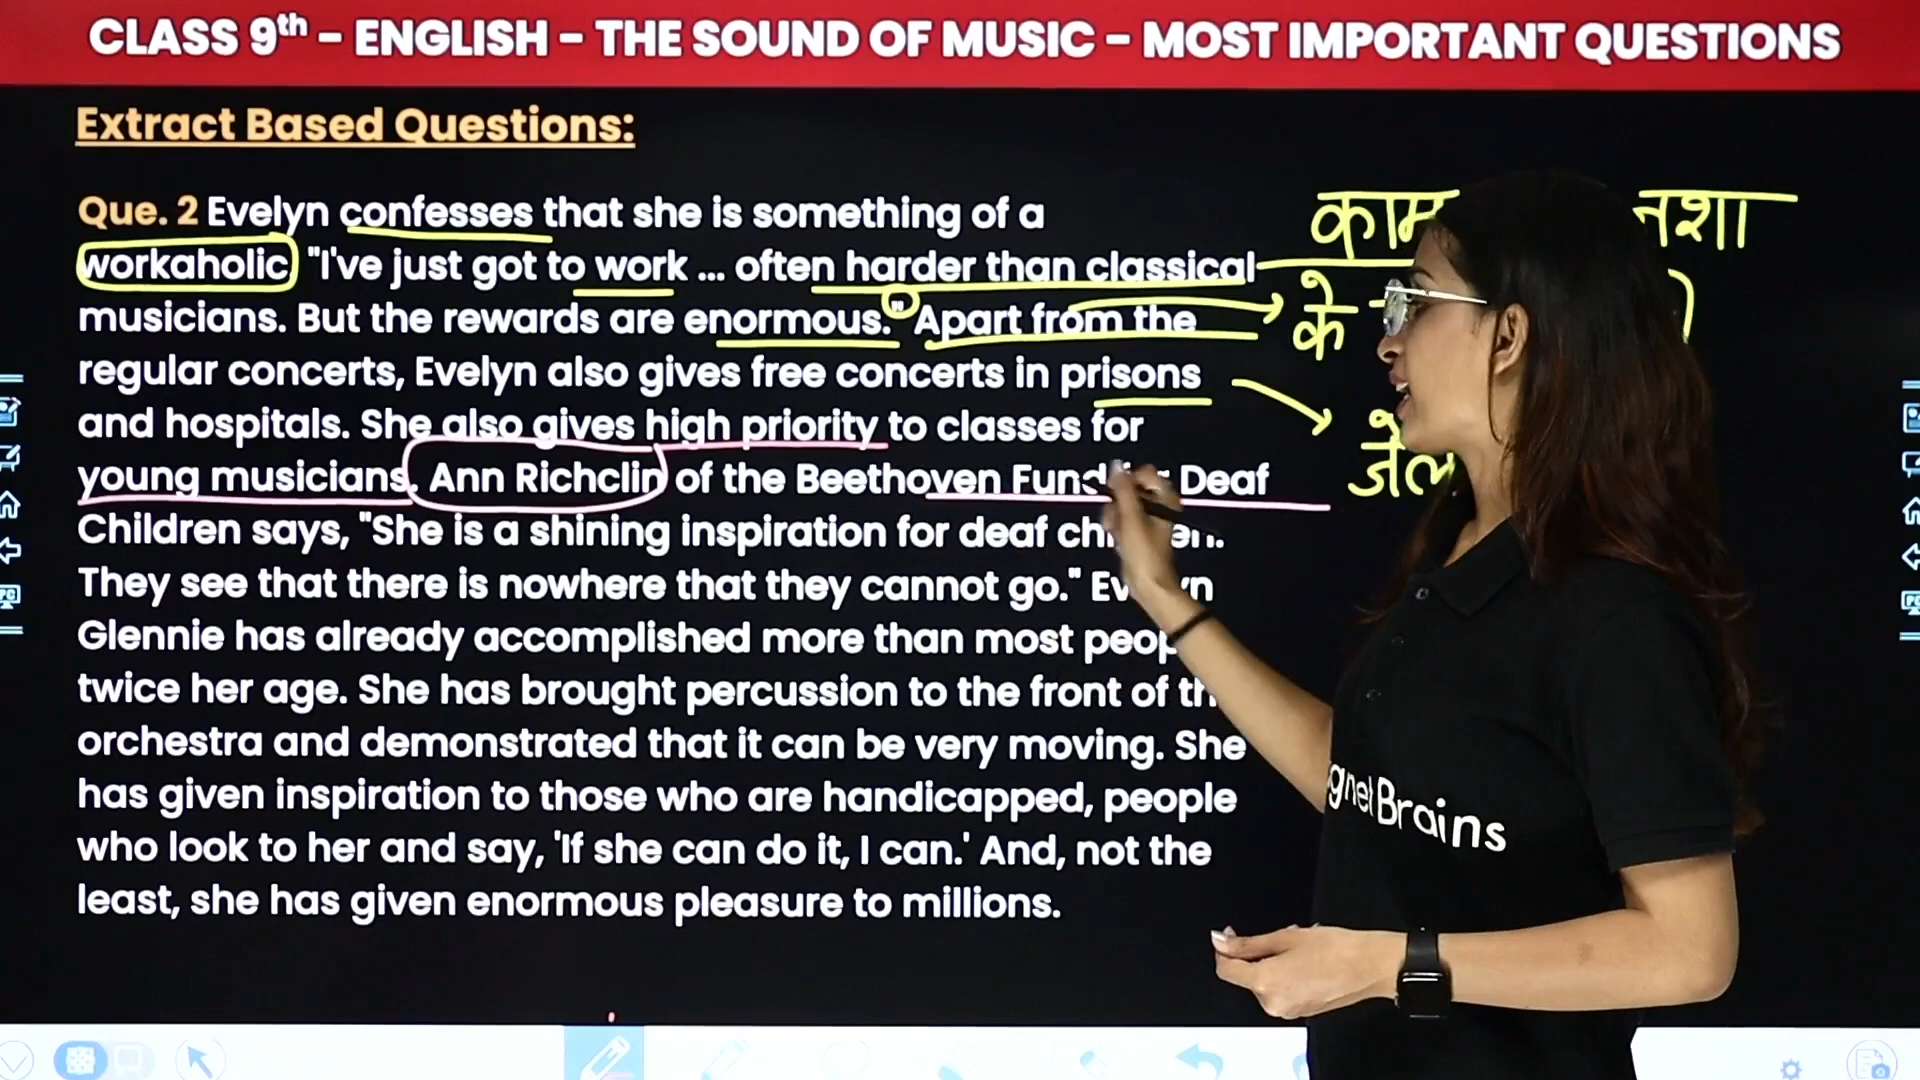 CLASS 9th - ENGLISH - THE SOUND OF MUSIC - MOST IMPORTANT QUESTIONS
Extract Based Questions:
Que. 2 Evelyn confesses that she is something of a
workaholic "I've just got to work ... often harder than classical
musicians. But the rewards are enormous." Apart from the
regular concerts, Evelyn also gives free concerts in prisons
and hospitals. She also gives high priority to classes for
young musicians. Ann Richclin of the Beethoven Fund Deaf
Children says, "She is a shining inspiration for deaf
They see that there is nowhere that they cannot go."
Glennie has already accomplished more than most
twice her age. She has brought percussion to the front of
orchestra and demonstrated that it can be very moving. She
has given inspiration to those who are handicapped, people
who look to her and say, 'If she can do it, I can.' And, not the
least, she has given enormous pleasure to millions.
काम नशा
के
जेल
gnetBrains